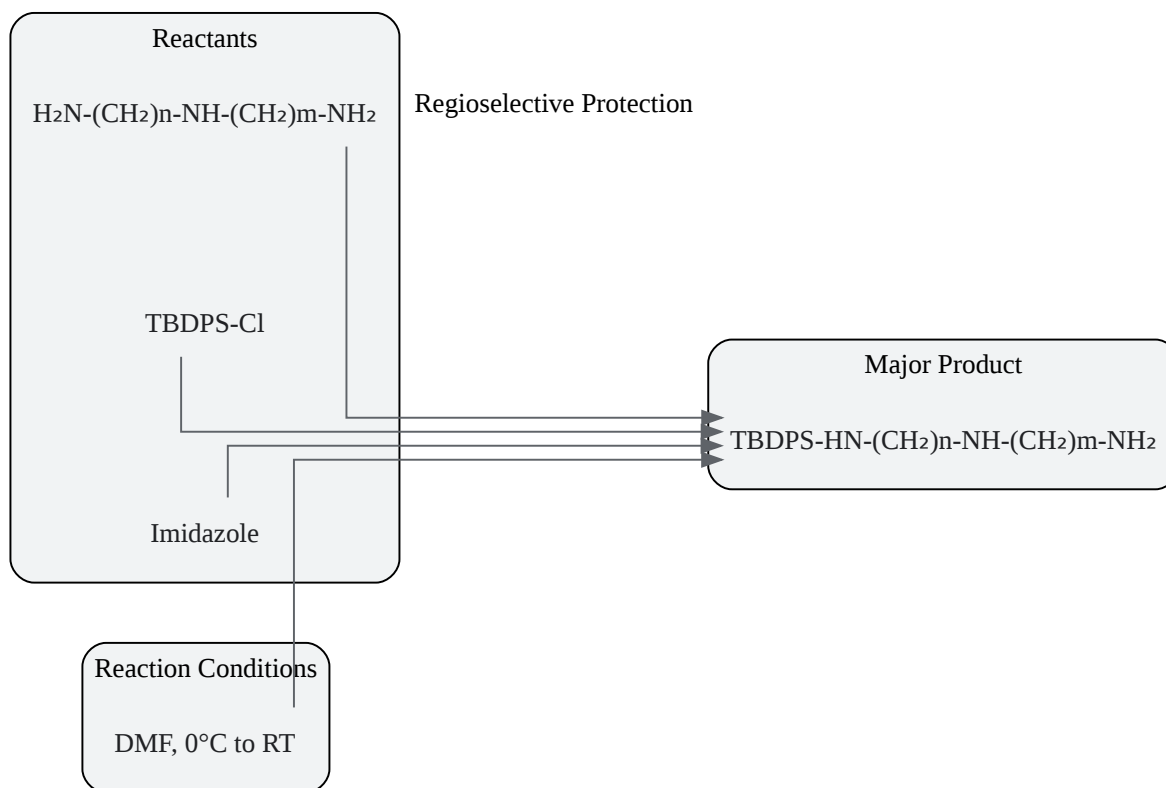 Reactants
H₂N-(CH₂)n-NH-(CH₂)m-NH₂
Regioselective Protection
TBDPS-Cl
Imidazole
Major Product
TBDPS-HN-(CH₂)n-NH-(CH₂)m-NH₂
Reaction Conditions
DMF, 0°C to RT